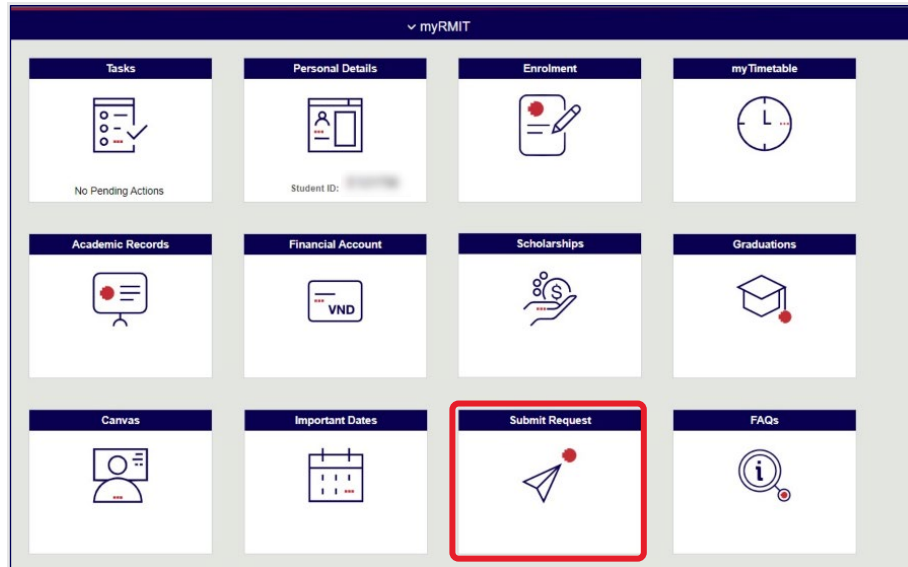 myRMIT
Tasks
Personal Details
Enrolment
myTimetable
No Pending Actions
Student ID:
Academic Records
Financial Account
Scholarships
Graduations
VND
$
Canvas
Important Dates
Submit Request
FAQs
i